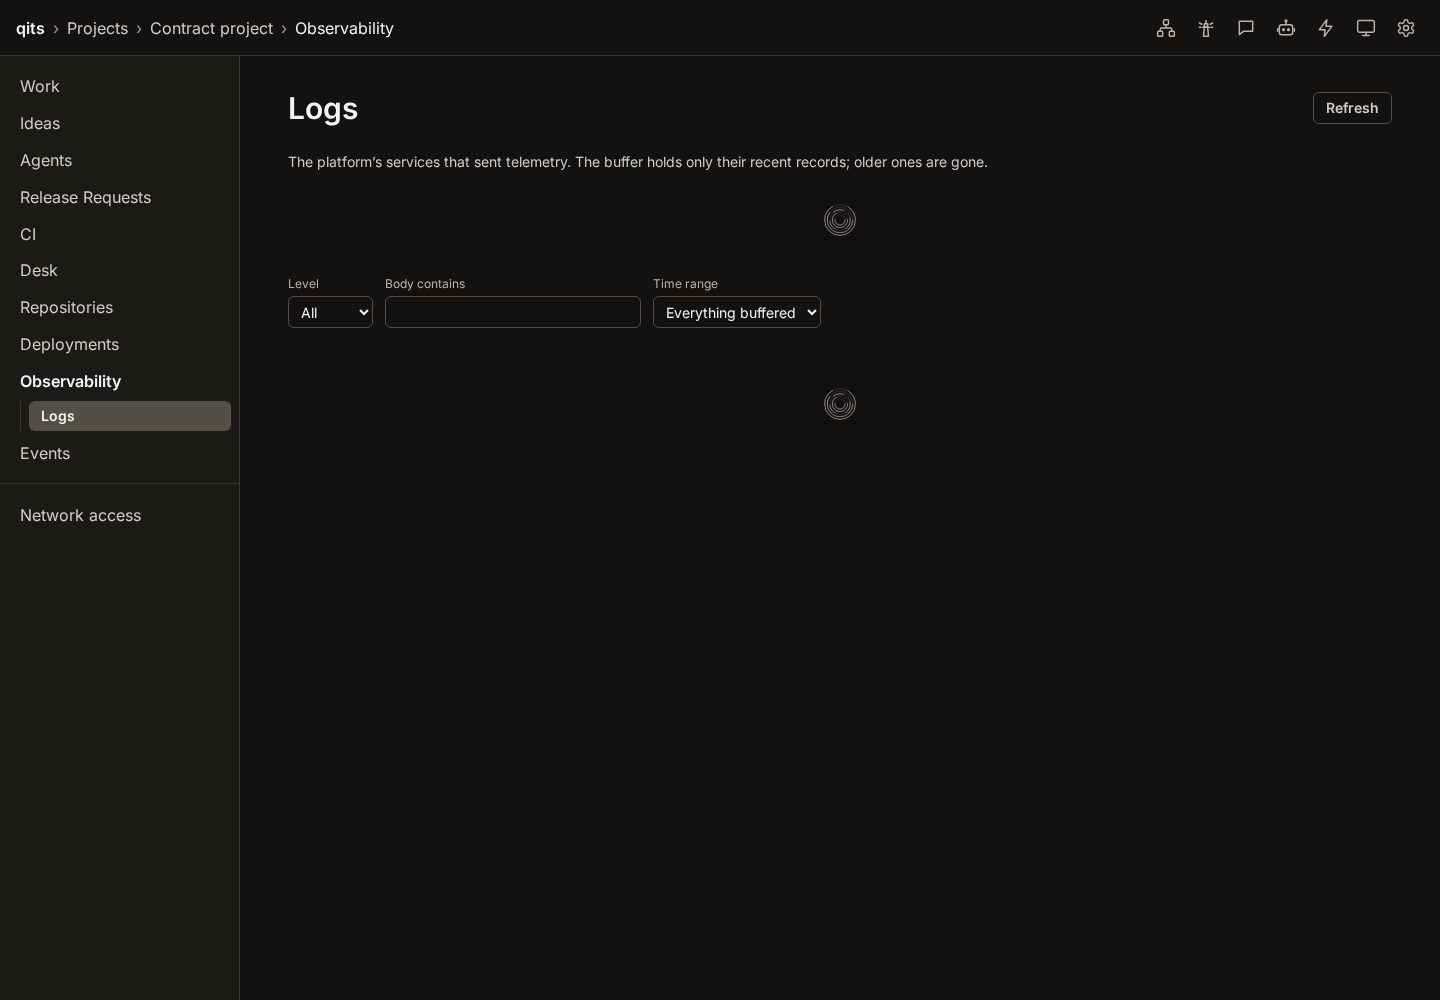 qits › Projects › Contract project › Observability
Work
Ideas
Agents
Release Requests
CI
Desk
Repositories
Deployments
Observability
Logs
Events
Network access
Logs
Refresh
The platform’s services that sent telemetry. The buffer holds only their recent records; older ones are gone.
Level
Body contains
Time range
All
Everything buffered